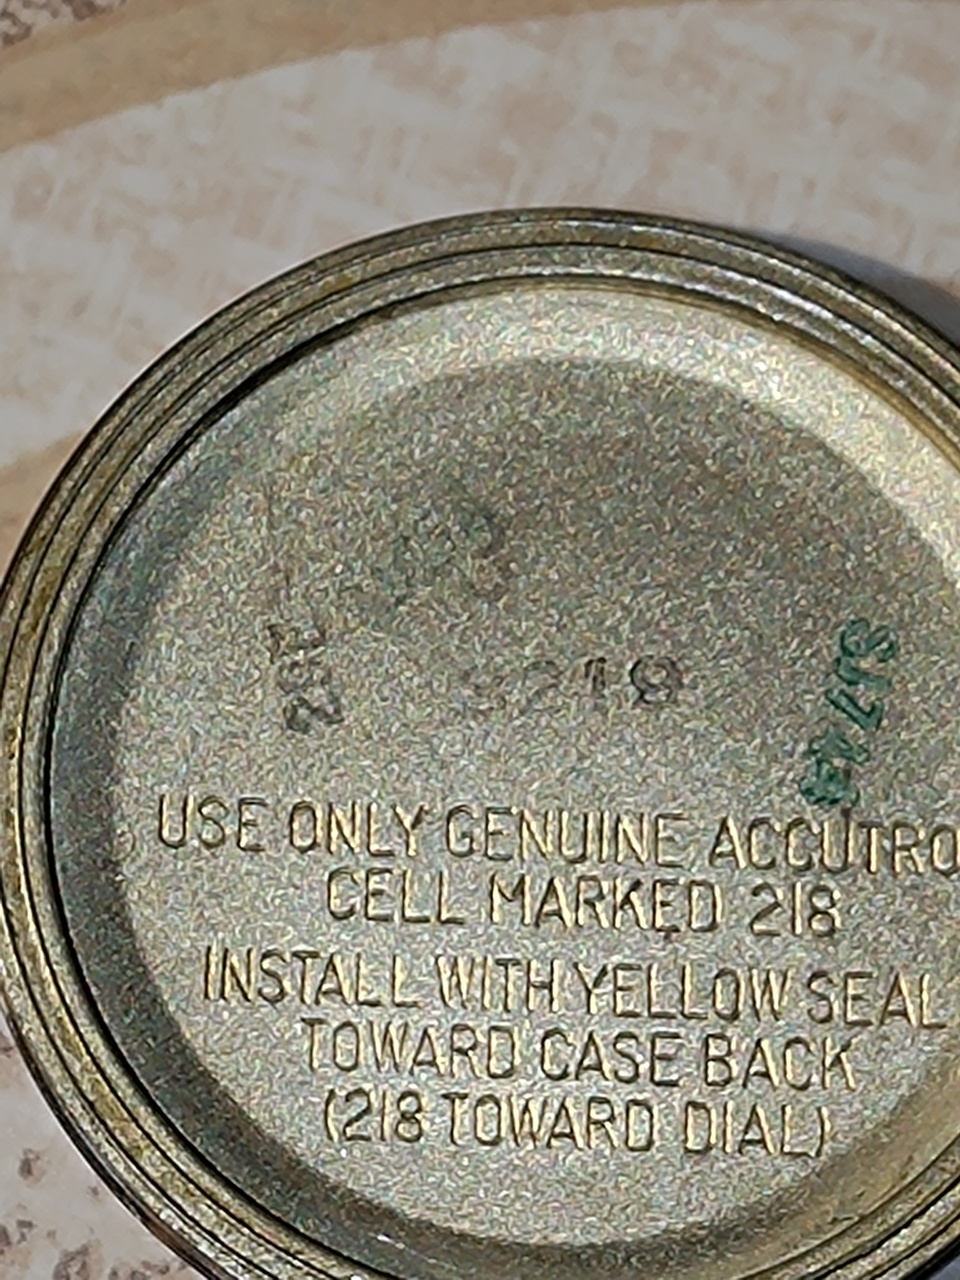 USE ONLY GENUINE ACCUTRO
CELL MARKED 218
INSTALL WITH YELLOW SEAL
TOWARD CASE BACK
(218 TOWARD DIAL)